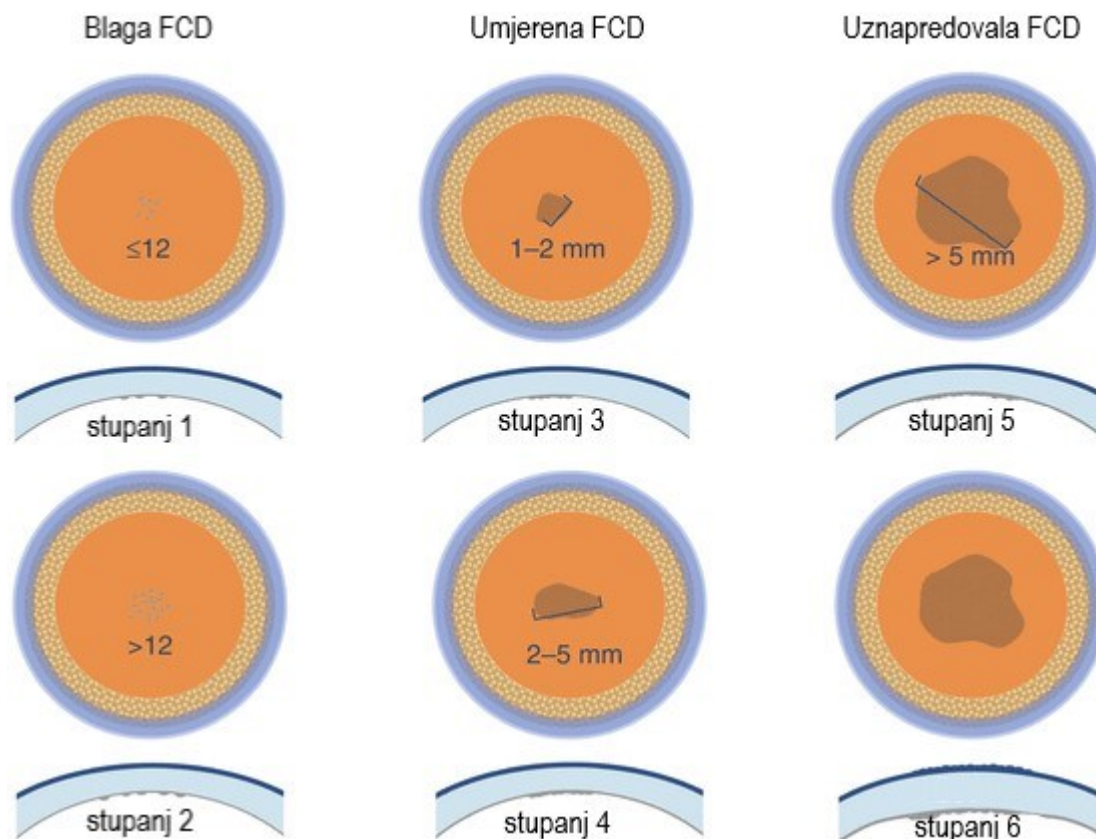 Blaga FCD
Umjerena FCD
Uznapredovala FCD
≤12
1–2 mm
> 5 mm
stupanj 1
stupanj 3
stupanj 5
>12
2–5 mm
stupanj 2
stupanj 4
stupanj 6